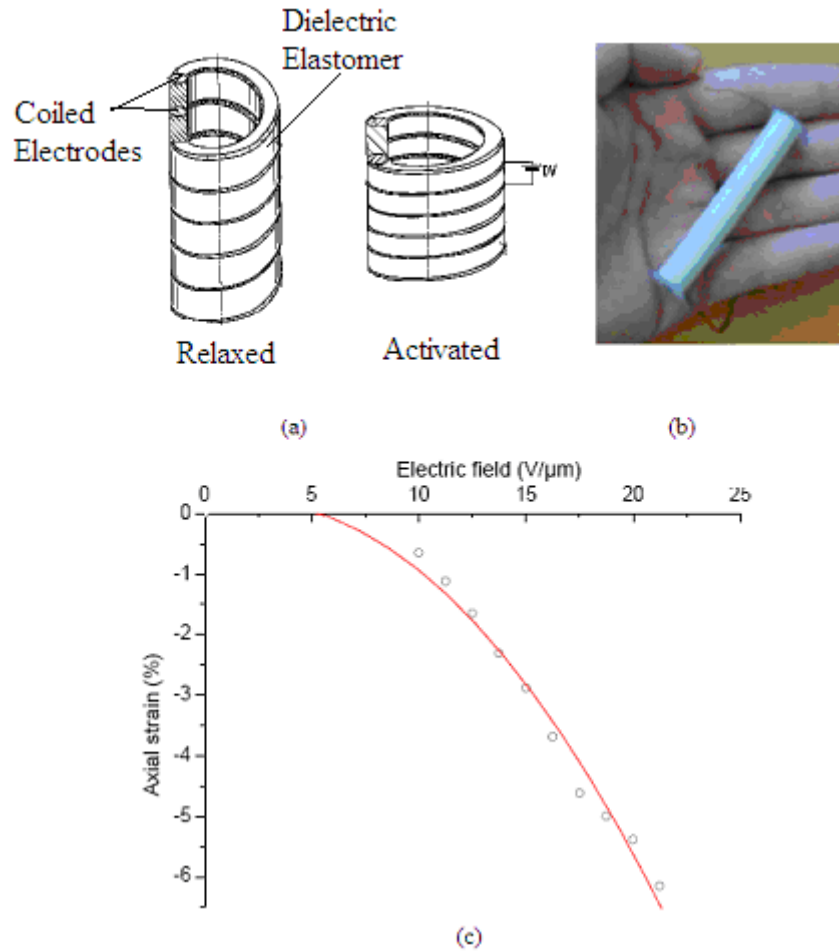 Dielectric
Elastomer
Coiled
Electrodes
Relaxed
Activated
(a)
(b)
Electric field (V/μm)
0 5 10 15 20 25
0
-1
-2
-3
-4
-5
-6
Axial strain (%)
(c)